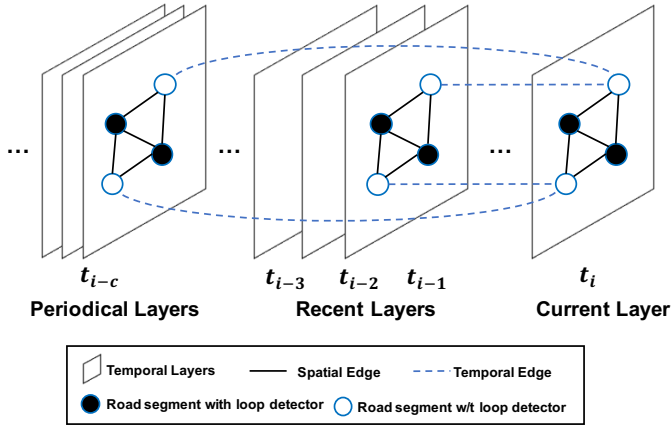 ... ... ...
t_{i-c} t_{i-3} t_{i-2} t_{i-1} t_i
Periodical Layers Recent Layers Current Layer
Temporal Layers Spatial Edge Temporal Edge
Road segment with loop detector Road segment w/t loop detector